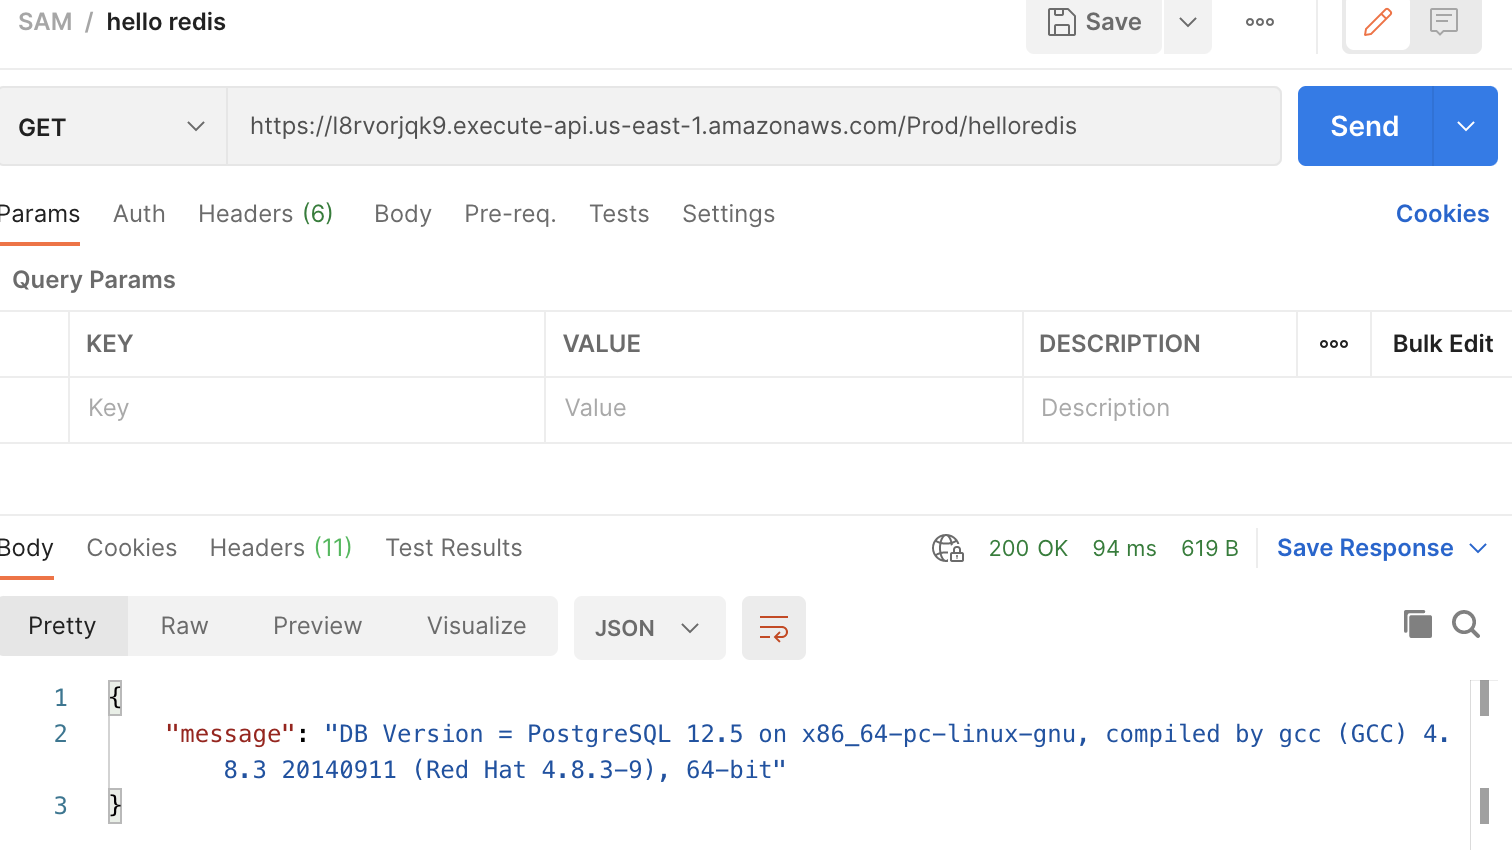 SAM / hello redis
Save
GET
https://l8rvorjqk9.execute-api.us-east-1.amazonaws.com/Prod/helloredis
Send
Params Auth Headers (6) Body Pre-req. Tests Settings Cookies
Query Params
KEY VALUE DESCRIPTION Bulk Edit
Key Value Description
Body Cookies Headers (11) Test Results 200 OK 94 ms 619 B Save Response
Pretty Raw Preview Visualize JSON
1 {
2 "message": "DB Version = PostgreSQL 12.5 on x86_64-pc-linux-gnu, compiled by gcc (GCC) 4.
8.3 20140911 (Red Hat 4.8.3-9), 64-bit"
3 }